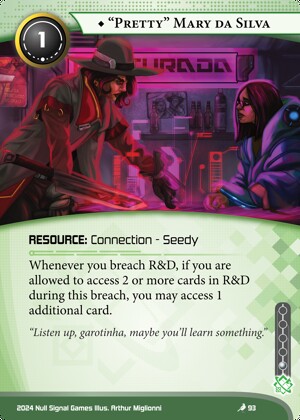 1
◆ “Pretty” Mary da Silva
URADA
RESOURCE: Connection - Seedy
Whenever you breach R&D, if you are
allowed to access 2 or more cards in R&D
during this breach, you may access 1
additional card.
“Listen up, garotinha, maybe you’ll learn something.”
2024 Null Signal Games Illus. Arthur Miglionni
93